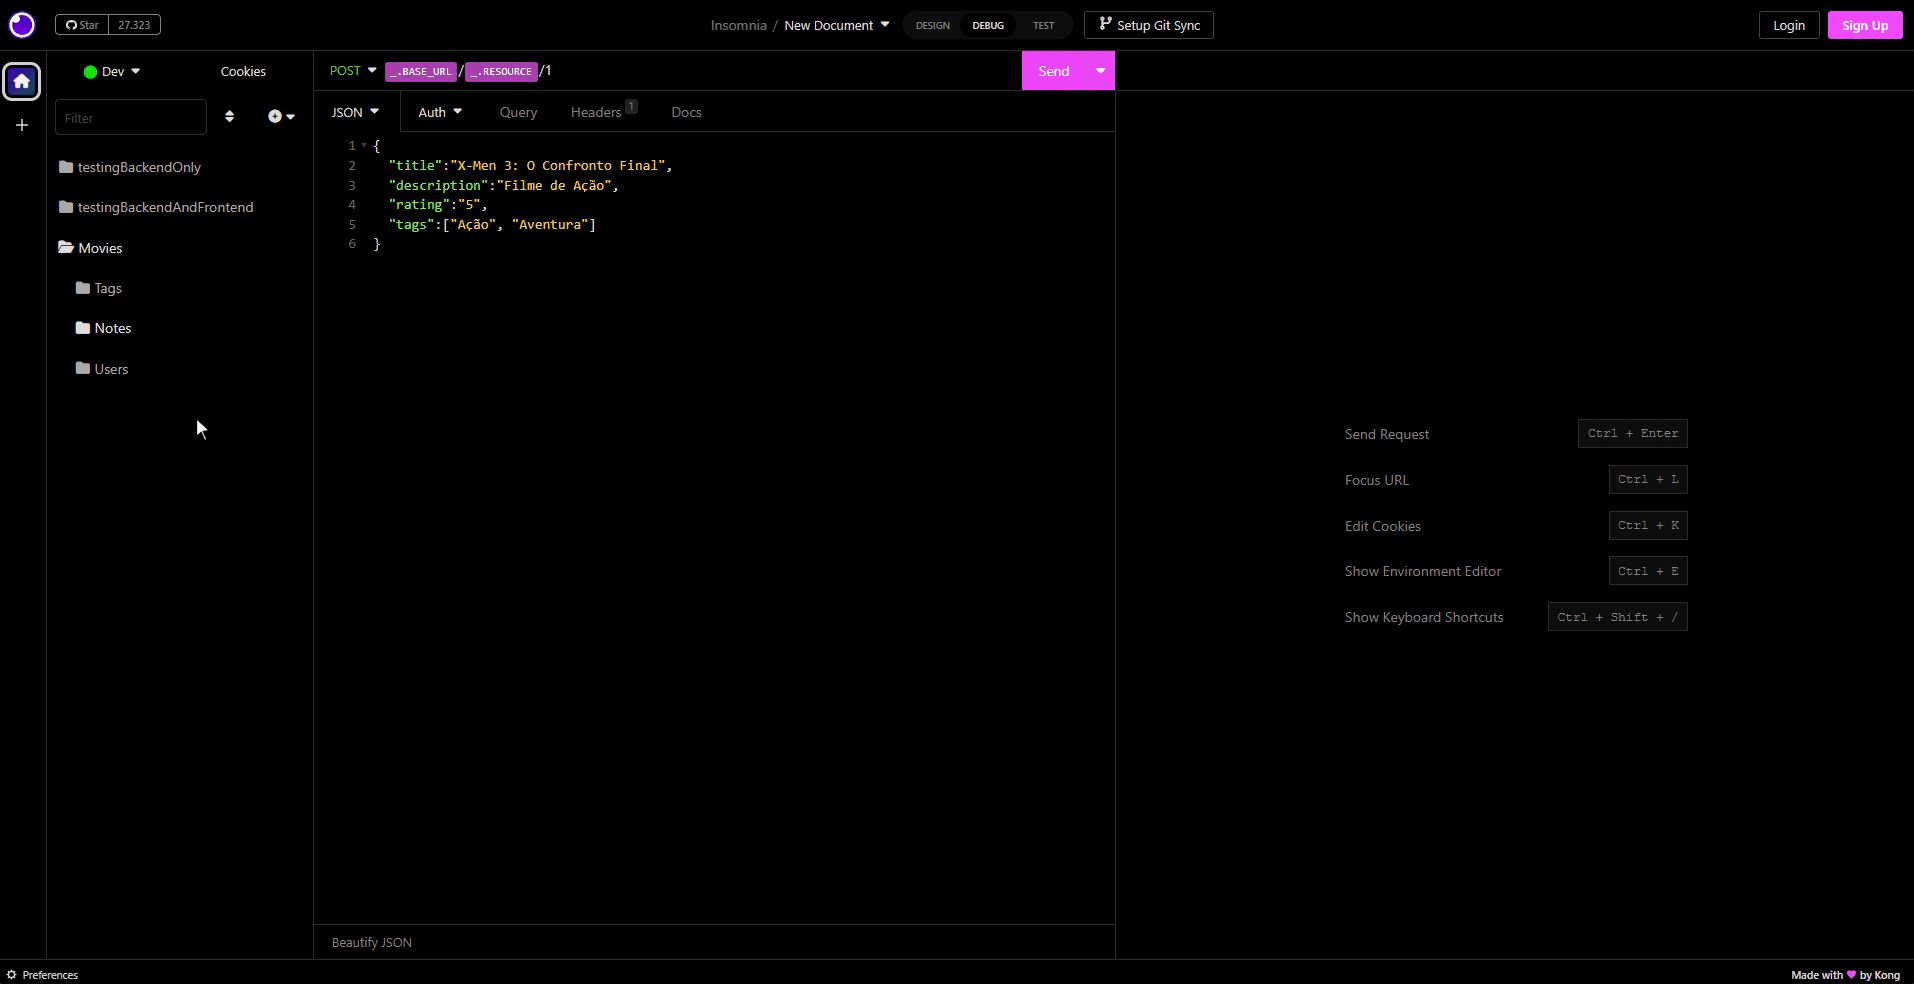 Star 27.323 Insomnia / New Document DESIGN DEBUG TEST Setup Git Sync Login Sign Up
Dev Cookies
POST _.BASE_URL/_.RESOURCE/1 Send
Filter
JSON Auth Query Headers 1 Docs
testingBackendOnly
testingBackendAndFrontend
Movies
Tags
Notes
Users
1 {
2 "title":"X-Men 3: O Confronto Final",
3 "description":"Filme de Ação",
4 "rating":"5",
5 "tags":["Ação", "Aventura"]
6 }
Send Request Ctrl + Enter
Focus URL Ctrl + L
Edit Cookies Ctrl + K
Show Environment Editor Ctrl + E
Show Keyboard Shortcuts Ctrl + Shift + /
Beautify JSON
Preferences Made with ♥ by Kong